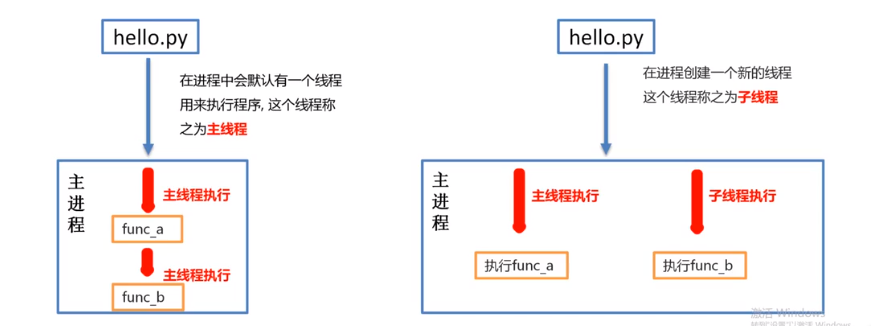 hello.py
在进程中会默认有一个线程
用来执行程序, 这个线程称
之为主线程
主进程
主线程执行
func_a
主线程执行
func_b
hello.py
在进程创建一个新的线程
这个线程称之为子线程
主进程
主线程执行
子线程执行
执行func_a
执行func_b
激活 Windows